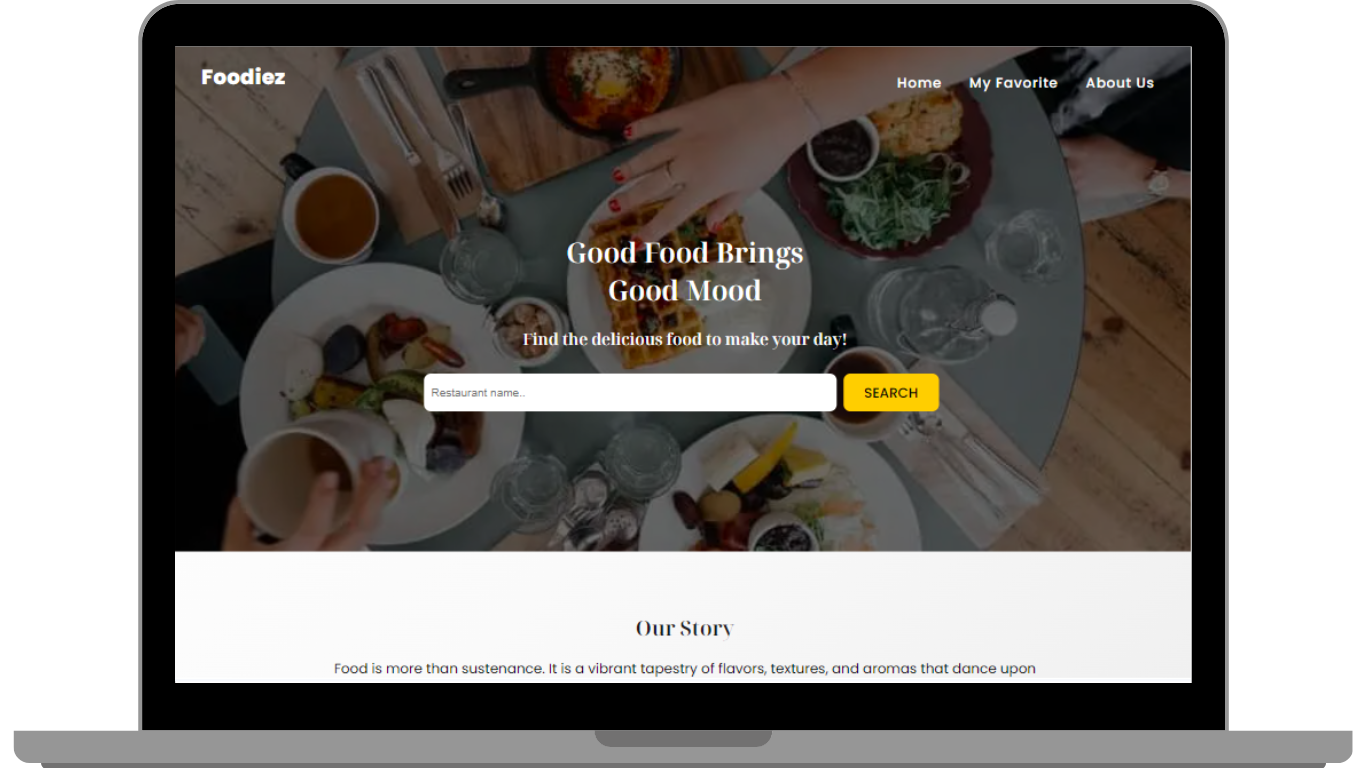 Foodiez
Home My Favorite About Us
Good Food Brings
Good Mood
Find the delicious food to make your day!
Restaurant name..
SEARCH
Our Story
Food is more than sustenance. It is a vibrant tapestry of flavors, textures, and aromas that dance upon